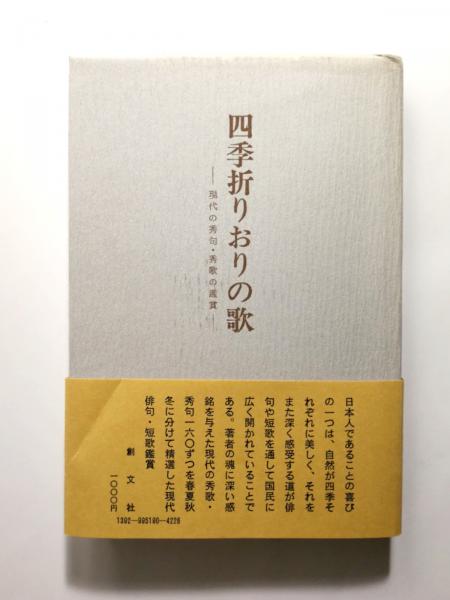 四季折りおりの歌
――現代の秀句・秀歌の鑑賞――
日本人であることの喜び
の一つは、自然が四季そ
れぞれに美しく、それを
また深く感受する道が俳
句や短歌を通して国民に
広く開かれていることで
ある。著者の魂に深い感
銘を与えた現代の秀歌・
秀句一六〇ずつを春夏秋
冬に分けて精選した現代
俳句・短歌鑑賞
創文社
一〇〇〇円
1392-995180-4226